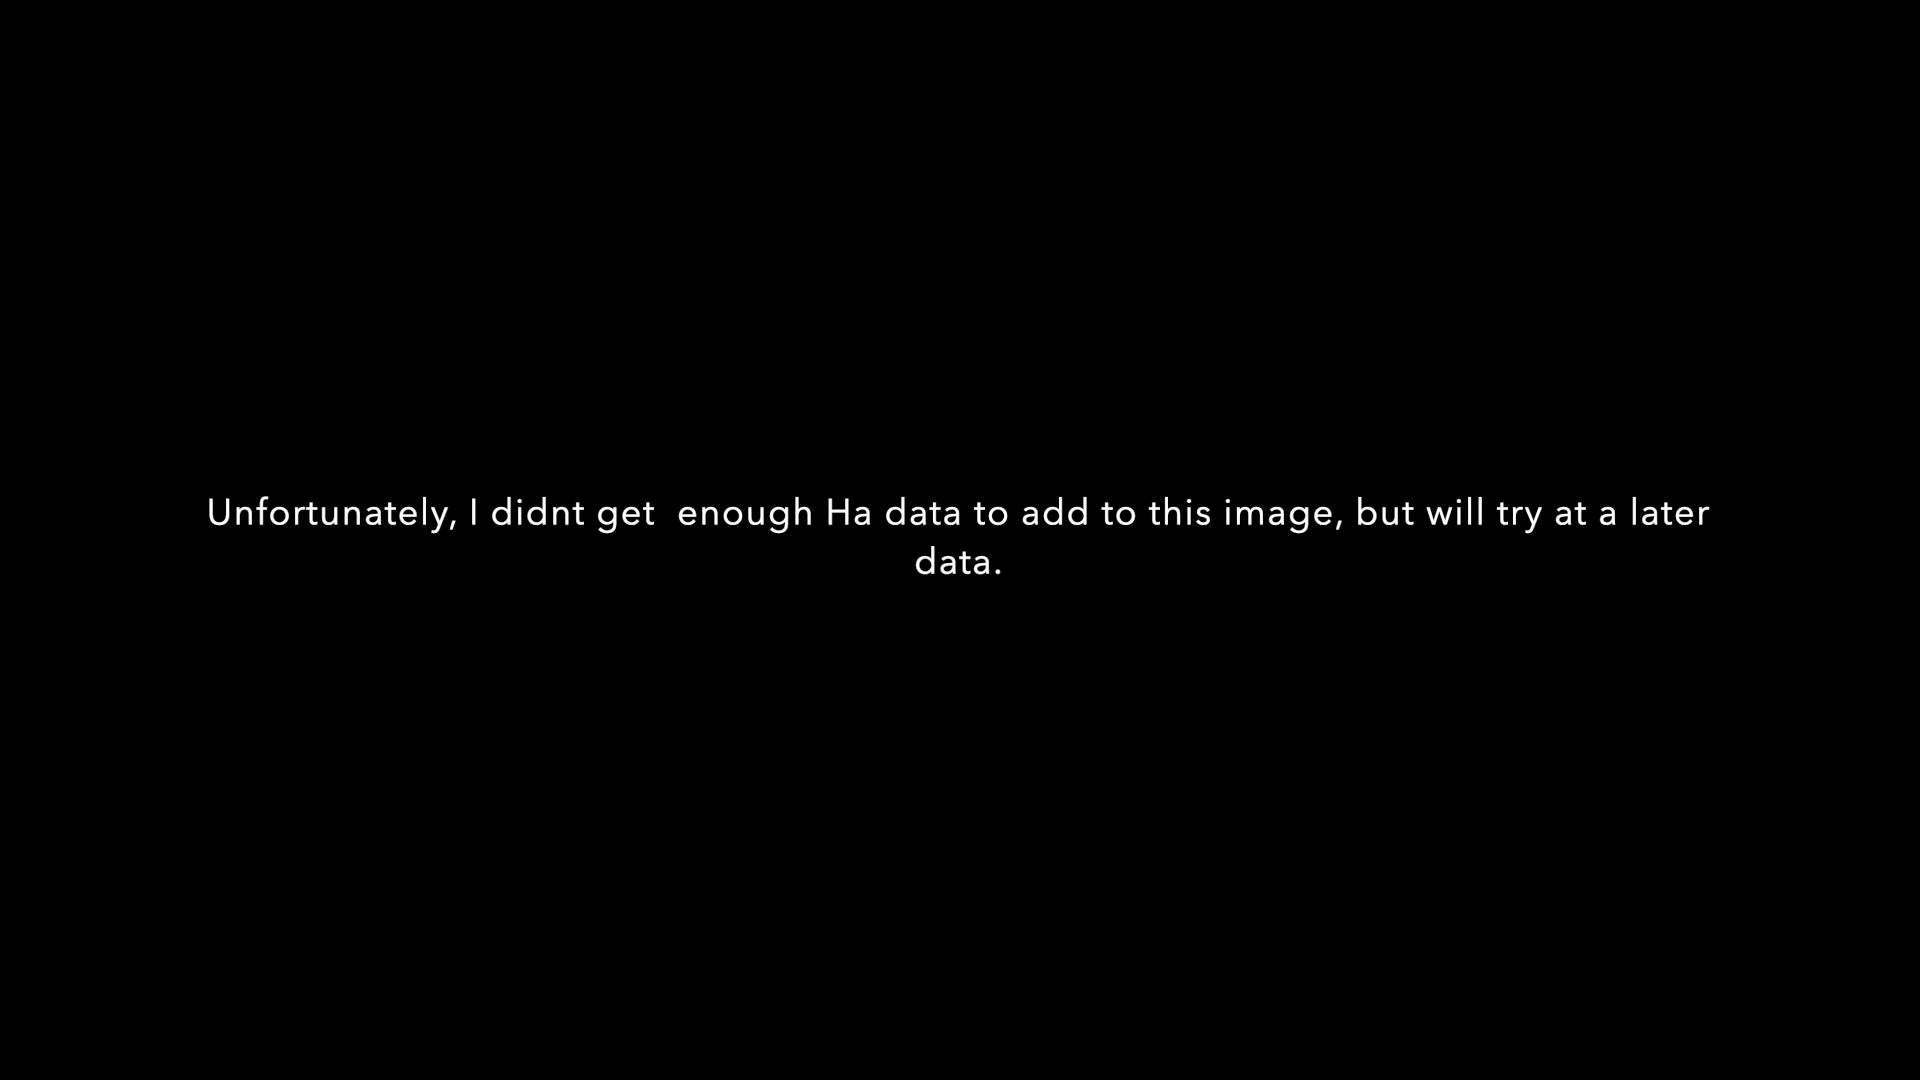 Unfortunately, I didnt get  enough Ha data to add to this image, but will try at a later
data.